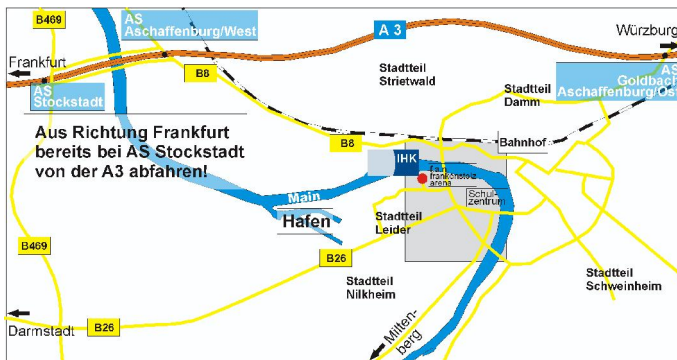 B469
AS
Aschaffenburg/West
A 3
Würzburg
Frankfurt
B8
Stadtteil
Strietwald
AS
Goldbach
Aschaffenburg/Ost
AS
Stockstadt
Stadtteil
Damm
Aus Richtung Frankfurt
bereits bei AS Stockstadt
von der A3 abfahren!
B8
Bahnhof
IHK
f.a.n.
frankenstolz
arena
Main
Schul-
zentrum
Hafen
Stadtteil
Leider
B469
B26
Stadtteil
Nilkheim
Stadtteil
Schweinheim
Darmstadt
B26
Milten-
berg